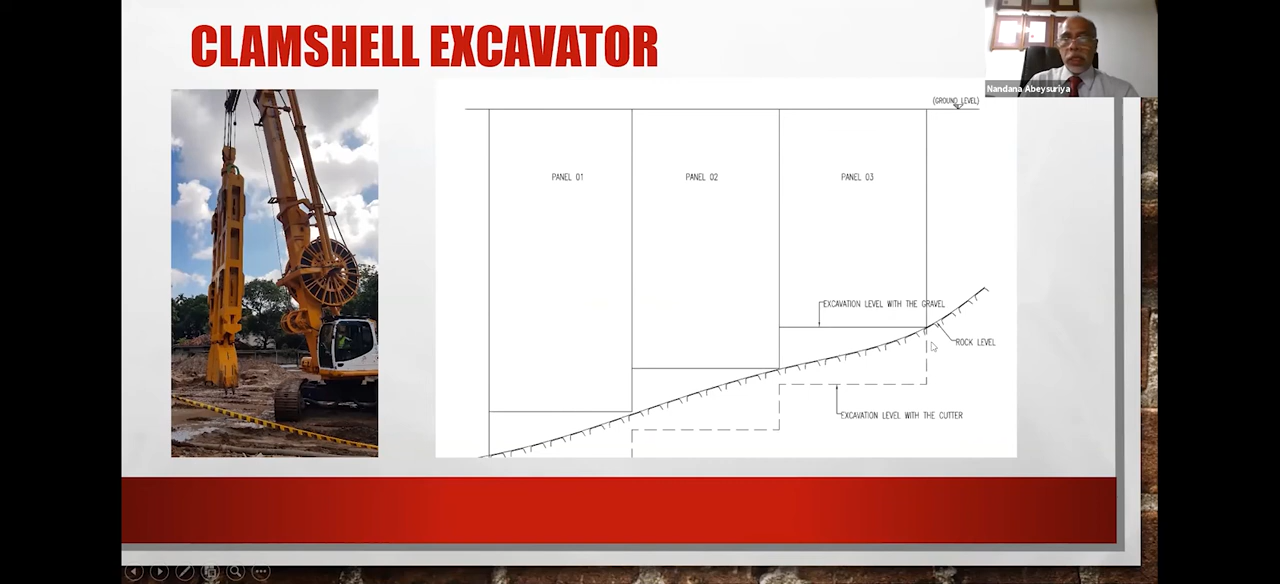 CLAMSHELL EXCAVATOR
Nandana Abeysuriya
(GROUND LEVEL)
PANEL 01
PANEL 02
PANEL 03
EXCAVATION LEVEL WITH THE GRAVEL
ROCK LEVEL
EXCAVATION LEVEL WITH THE CUTTER